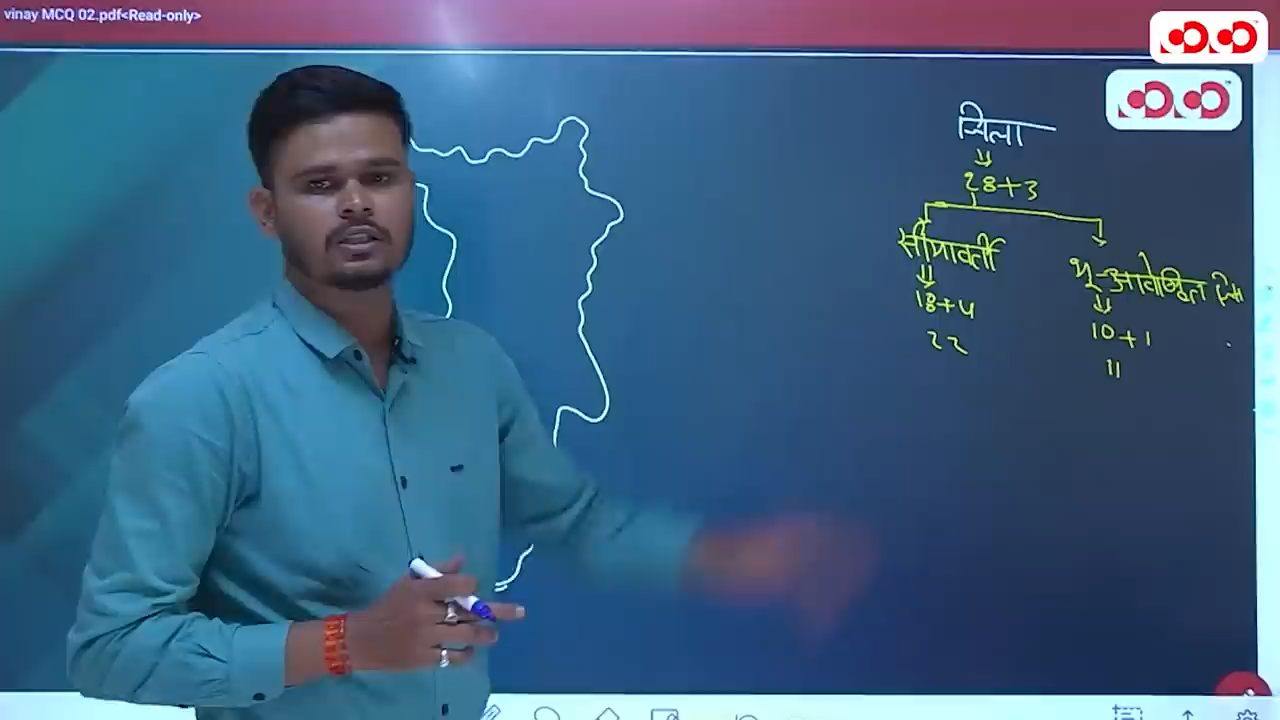 vinay MCQ 02.pdf<Read-only>
जिला
28+3
सीमावर्ती
18+4
22
भू-आवेष्ठित जिला
10+1
11